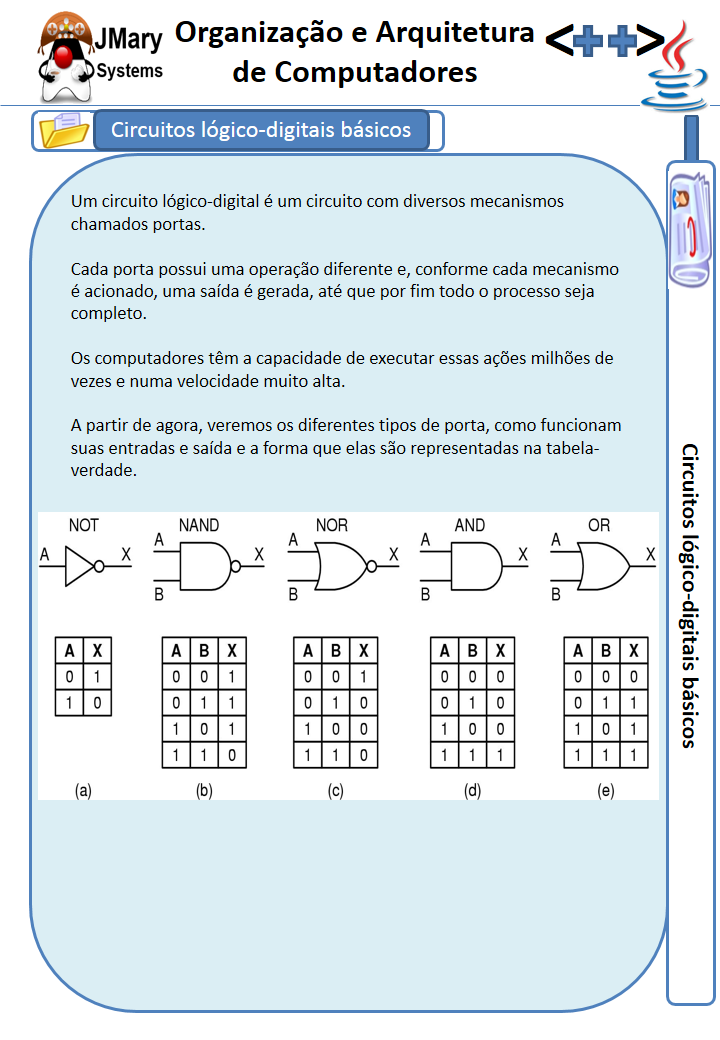 JMary
Systems
Organização e Arquitetura
de Computadores
<++>
Circuitos lógico-digitais básicos
Um circuito lógico-digital é um circuito com diversos mecanismos
chamados portas.
Cada porta possui uma operação diferente e, conforme cada mecanismo
é acionado, uma saída é gerada, até que por fim todo o processo seja
completo.
Os computadores têm a capacidade de executar essas ações milhões de
vezes e numa velocidade muito alta.
A partir de agora, veremos os diferentes tipos de porta, como funcionam
suas entradas e saída e a forma que elas são representadas na tabela-
verdade.
NOT
A X
A X
0 1
1 0
(a)
NAND
A
X
B
A B X
0 0 1
0 1 1
1 0 1
1 1 0
(b)
NOR
A
X
B
A B X
0 0 1
0 1 0
1 0 0
1 1 0
(c)
AND
A
X
B
A B X
0 0 0
0 1 0
1 0 0
1 1 1
(d)
OR
A
X
B
A B X
0 0 0
0 1 1
1 0 1
1 1 1
(e)
Circuitos lógico-digitais básicos